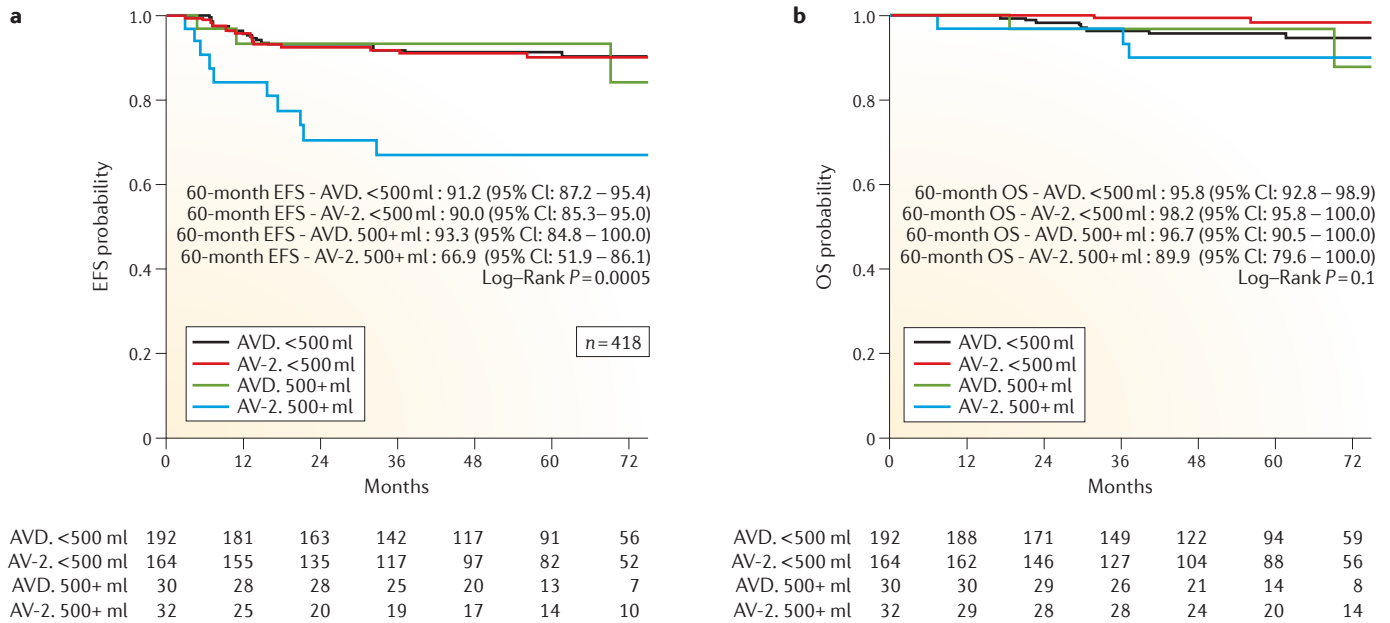 a
EFS probability
1.0
0.8
0.6
0.4
0.2
0
60-month EFS - AVD. <500 ml : 91.2 (95% Cl: 87.2 – 95.4)
60-month EFS - AV-2. <500 ml : 90.0 (95% Cl: 85.3– 95.0)
60-month EFS - AVD. 500+ ml : 93.3 (95% Cl: 84.8 – 100.0)
60-month EFS - AV-2. 500+ ml : 66.9 (95% Cl: 51.9 – 86.1)
Log–Rank P = 0.0005
AVD. <500 ml
AV-2. <500 ml
AVD. 500+ ml
AV-2. 500+ ml
n = 418
0 12 24 36 48 60 72
Months
AVD. <500 ml 192 181 163 142 117 91 56
AV-2. <500 ml 164 155 135 117 97 82 52
AVD. 500+ ml 30 28 28 25 20 13 7
AV-2. 500+ ml 32 25 20 19 17 14 10
b
OS probability
1.0
0.8
0.6
0.4
0.2
0
60-month OS - AVD. <500 ml : 95.8 (95% Cl: 92.8 – 98.9)
60-month OS - AV-2. <500 ml : 98.2 (95% Cl: 95.8 – 100.0)
60-month OS - AVD. 500+ ml : 96.7 (95% Cl: 90.5 – 100.0)
60-month OS - AV-2. 500+ ml : 89.9 (95% Cl: 79.6 – 100.0)
Log–Rank P = 0.1
AVD. <500 ml
AV-2. <500 ml
AVD. 500+ ml
AV-2. 500+ ml
0 12 24 36 48 60 72
Months
AVD. <500 ml 192 188 171 149 122 94 59
AV-2. <500 ml 164 162 146 127 104 88 56
AVD. 500+ ml 30 30 29 26 21 14 8
AV-2. 500+ ml 32 29 28 28 24 20 14